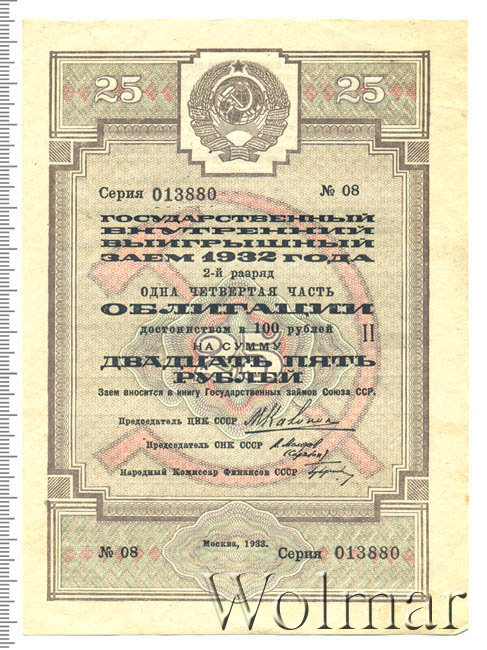 25 25
Серия 013880 № 08
ГОСУДАРСТВЕННЫЙ
ВНУТРЕННИЙ
ВЫИГРЫШНЫЙ
ЗАЕМ 1932 ГОДА
2-й разряд
ОДНА ЧЕТВЕРТАЯ ЧАСТЬ
ОБЛИГАЦИИ
достоинством в 100 рублей
II
НА СУММУ
ДВАДЦАТЬ ПЯТЬ
РУБЛЕЙ
Заем вносится в книгу Государственных займов Союза ССР.
Председатель ЦИК СССР
Председатель СНК СССР
Народный Комиссар Финансов СССР
Москва, 1933.
№ 08 Серия 013880
Wolmar